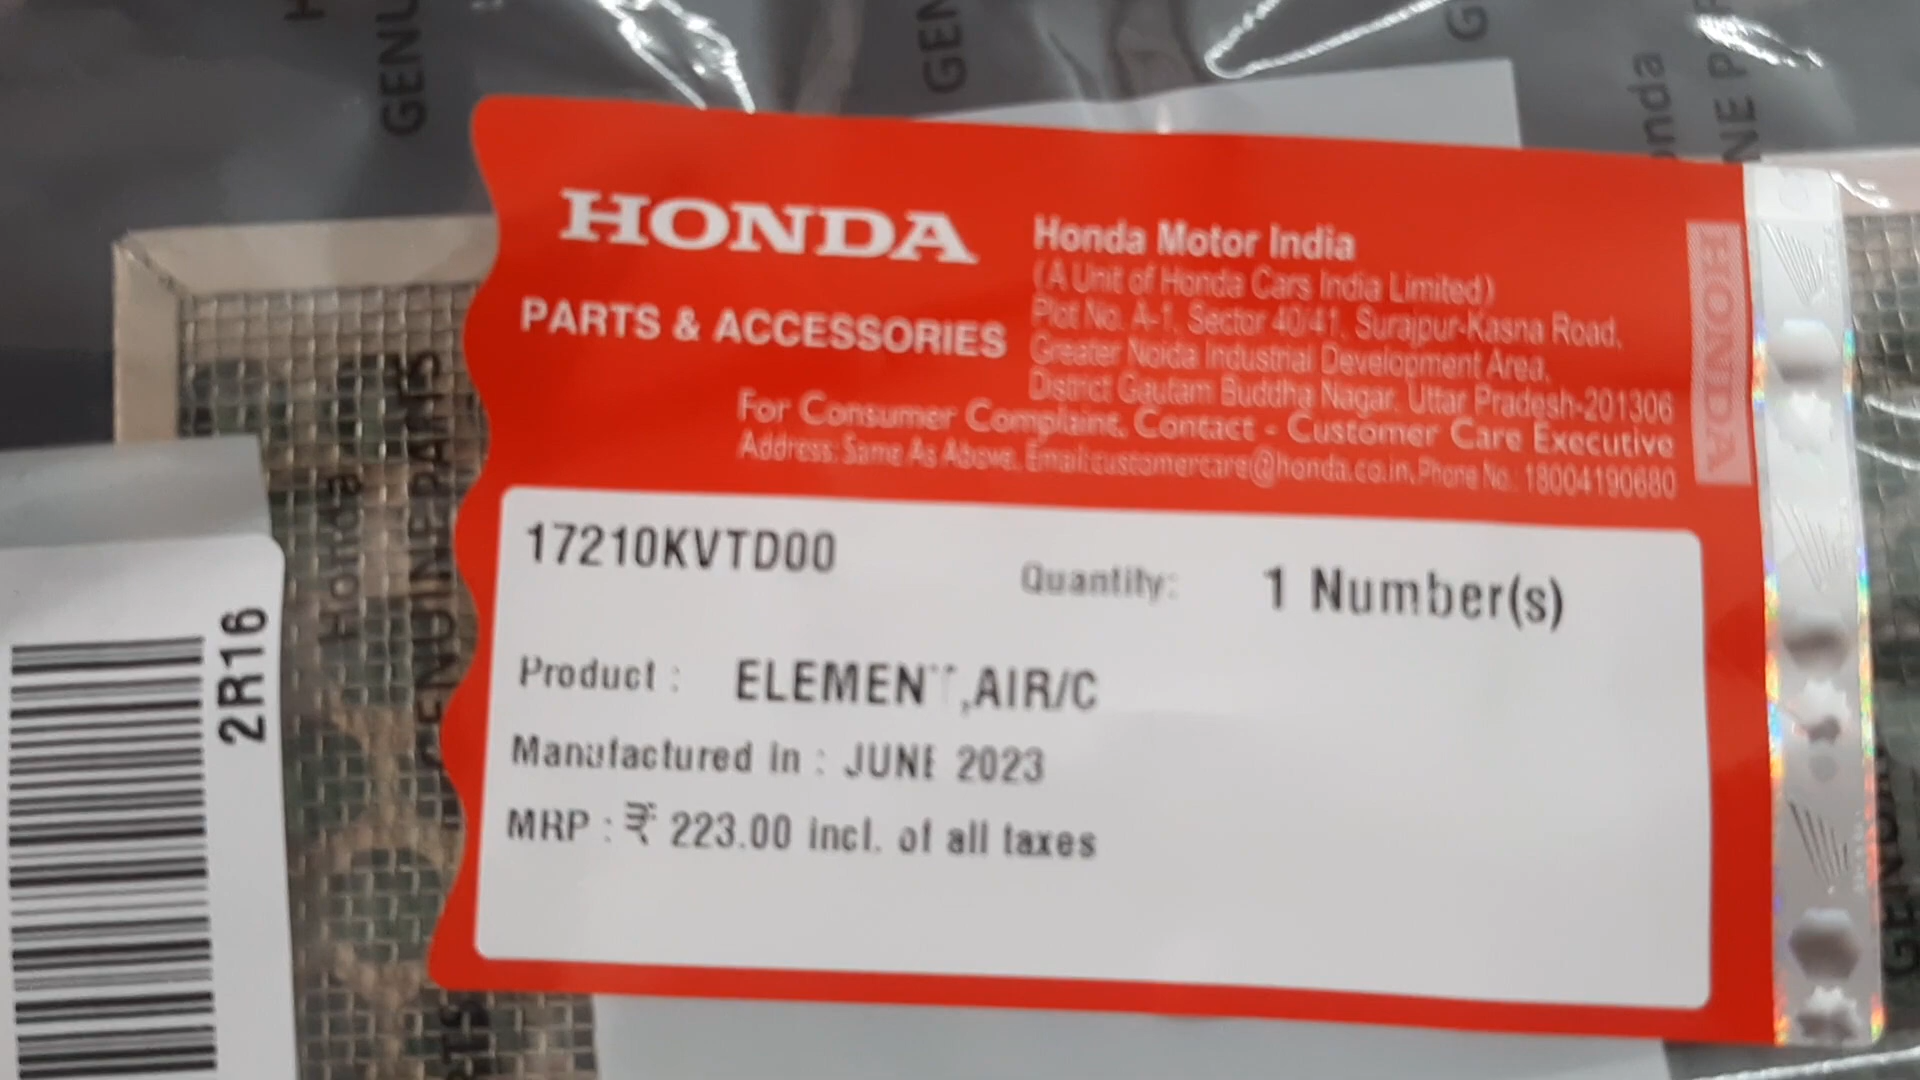 HONDA
PARTS & ACCESSORIES
Honda Motor India
(A Unit of Honda Cars India Limited)
Plot No. A-1, Sector 40/41, Surajpur-Kasna Road,
Greater Noida Industrial Development Area,
District Gautam Buddha Nagar, Uttar Pradesh-201306
For Consumer Complaint, Contact - Customer Care Executive
Address: Same As Above, Email:customercare@honda.co.in, Phone No.: 18004190680
HONDA
17210KVTD00
Quantity: 1 Number(s)
Product : ELEMENT,AIR/C
Manufactured in : JUNE 2023
MRP : ₹ 223.00 incl. of all taxes
2R16
Honda
GENUINE PARTS